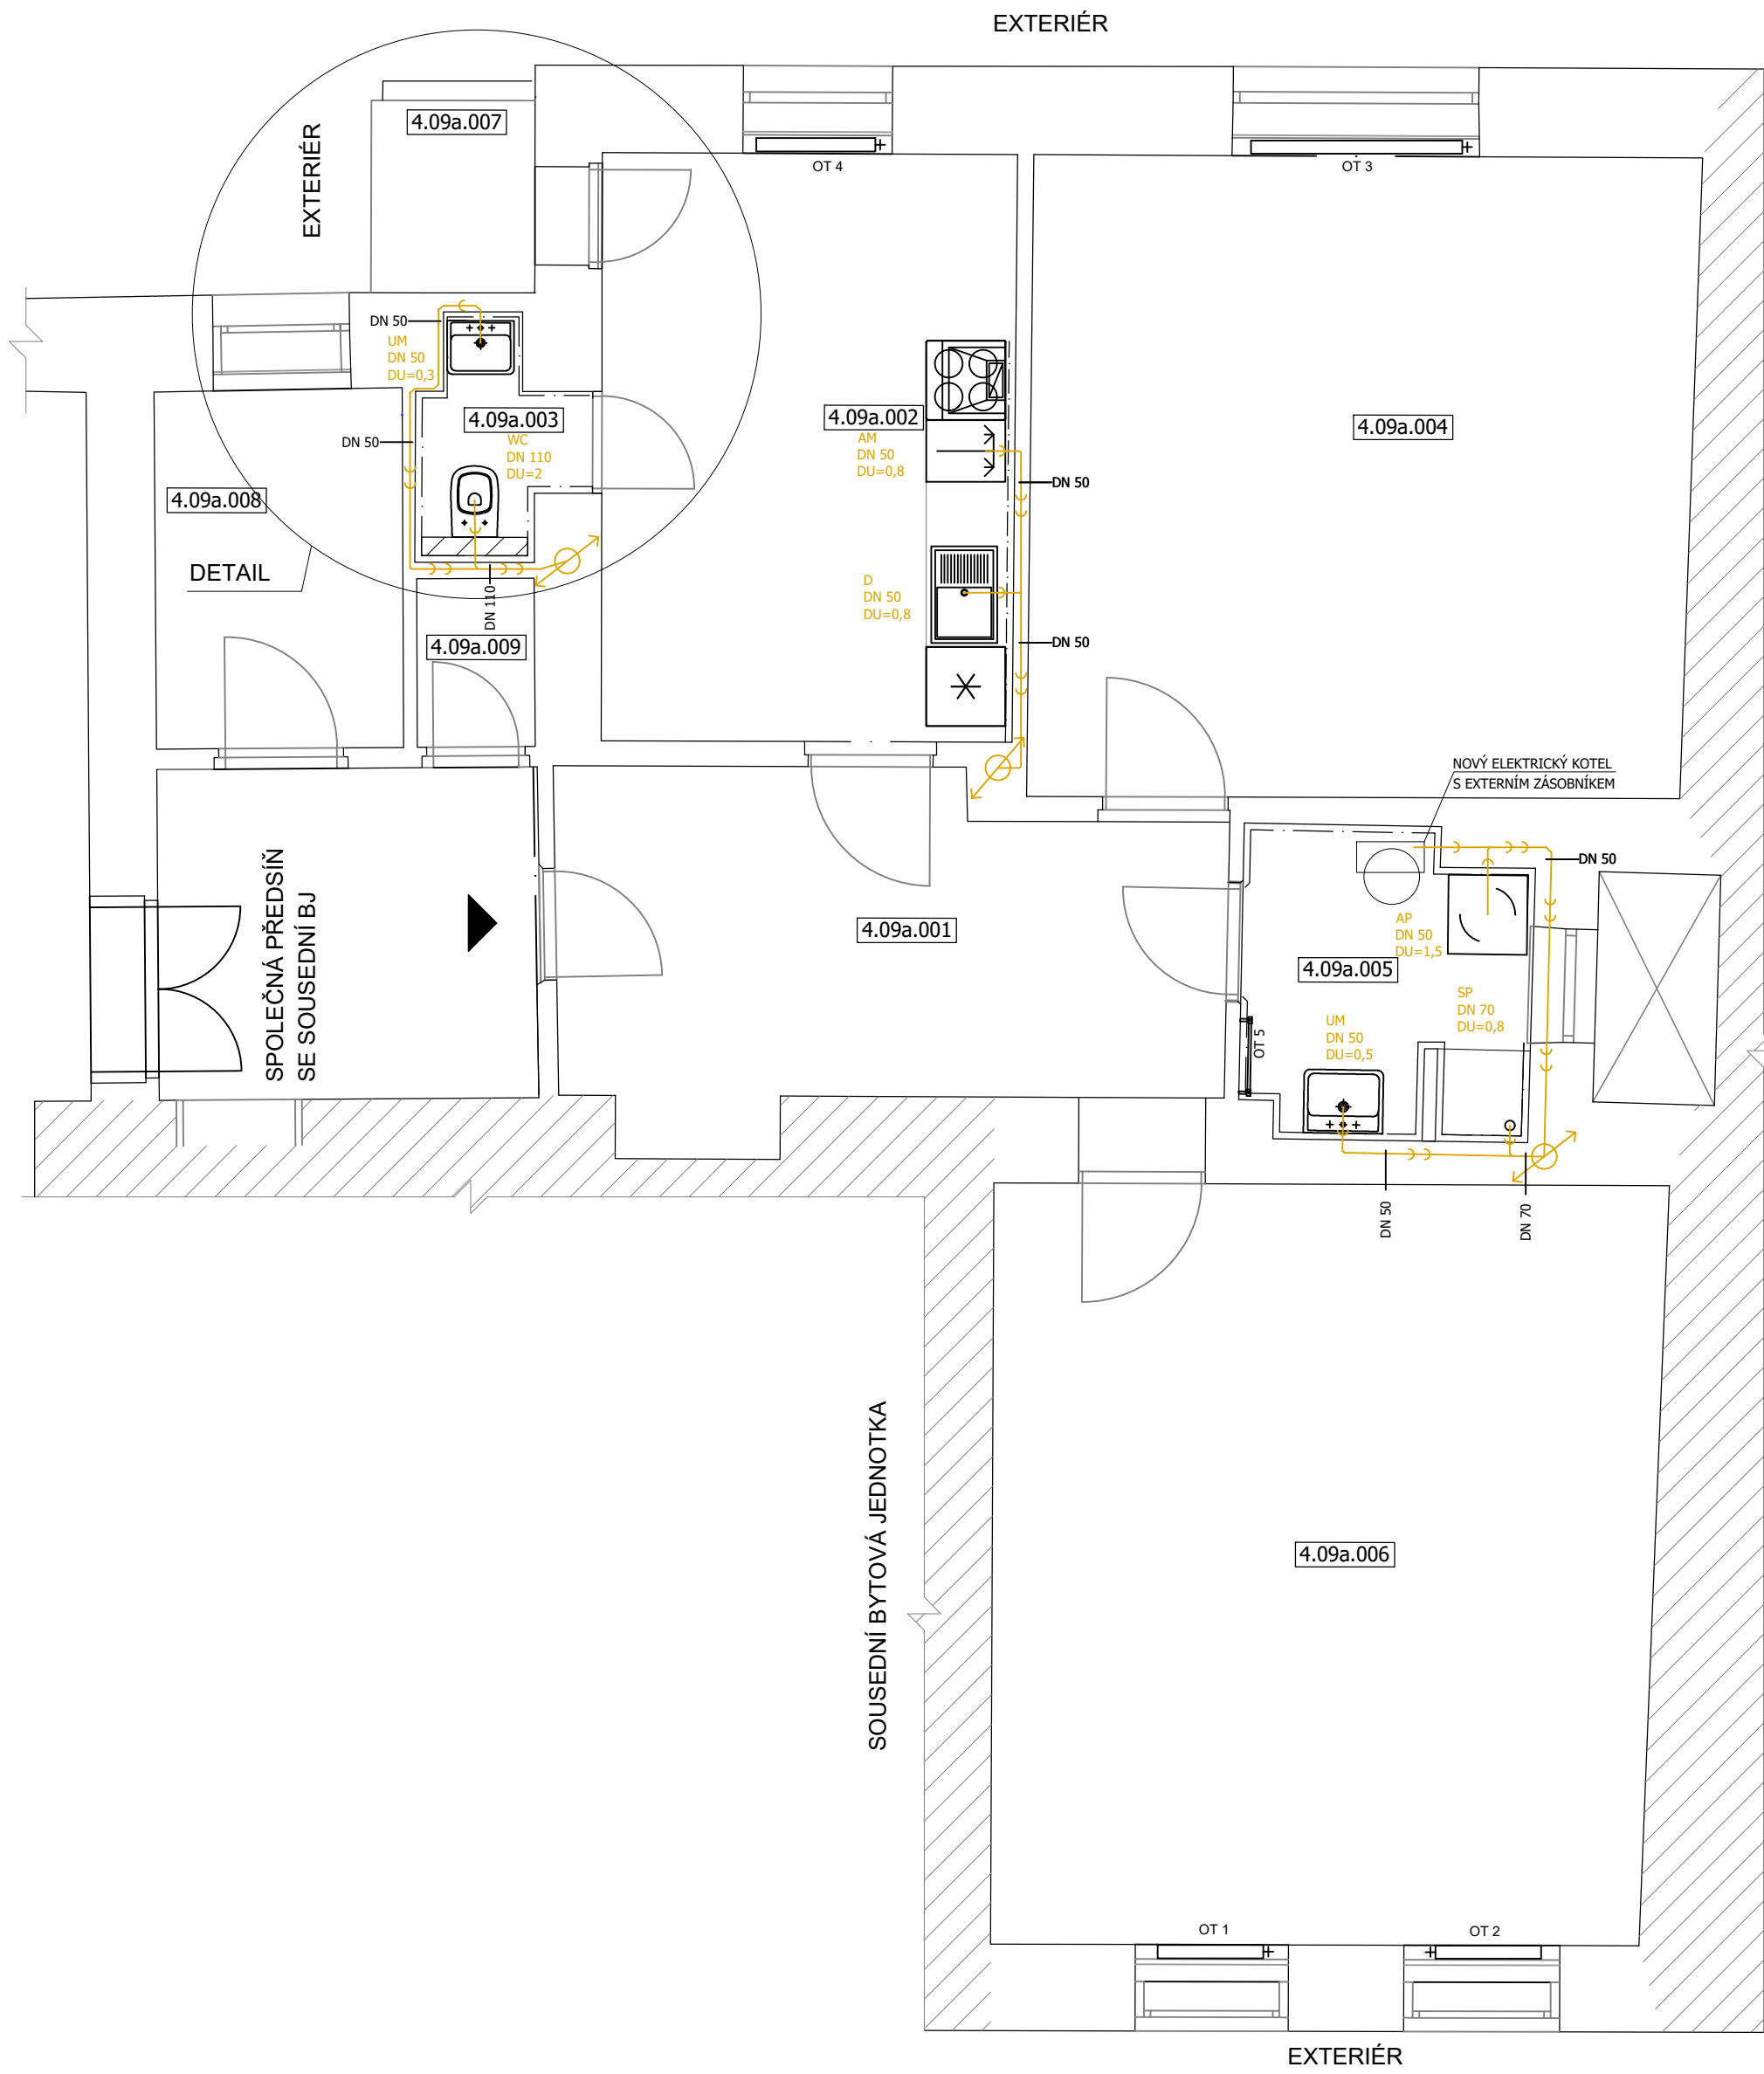 EXTERIÉR
4.09a.007
EXTERIÉR
OT 4
OT 3
DN 50
UM
DN 50
DU=0,3
4.09a.003
WC
DN 110
DU=2
DN 50
4.09a.002
AM
DN 50
DU=0,8
4.09a.004
DN 50
4.09a.008
DETAIL
D
DN 50
DU=0,8
DN 110
4.09a.009
DN 50
NOVÝ ELEKTRICKÝ KOTEL
S EXTERNÍM ZÁSOBNÍKEM
DN 50
SPOLEČNÁ PŘEDSÍŇ
SE SOUSEDNÍ BJ
4.09a.001
AP
DN 50
DU=1,5
4.09a.005
SP
DN 70
DU=0,8
UM
DN 50
DU=0,5
OT 5
DN 50
DN 70
SOUSEDNÍ BYTOVÁ JEDNOTKA
4.09a.006
OT 1
OT 2
EXTERIÉR